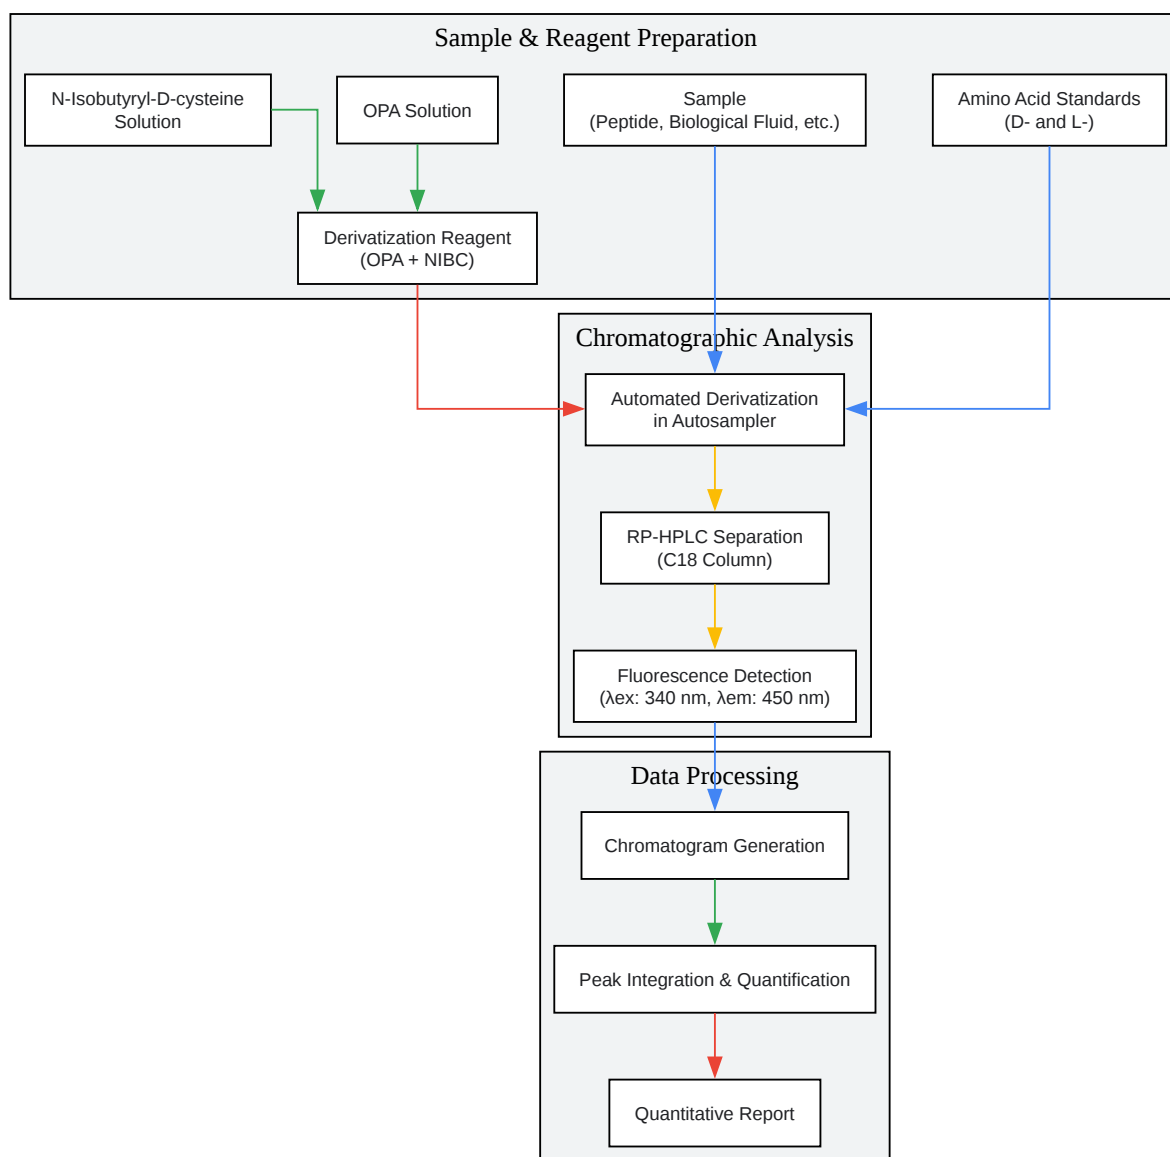 Sample & Reagent Preparation
N-Isobutyryl-D-cysteine
Solution
OPA Solution
Sample
(Peptide, Biological Fluid, etc.)
Amino Acid Standards
(D- and L-)
Derivatization Reagent
(OPA + NIBC)
Chromatographic Analysis
Automated Derivatization
in Autosampler
RP-HPLC Separation
(C18 Column)
Fluorescence Detection
(λex: 340 nm, λem: 450 nm)
Data Processing
Chromatogram Generation
Peak Integration & Quantification
Quantitative Report